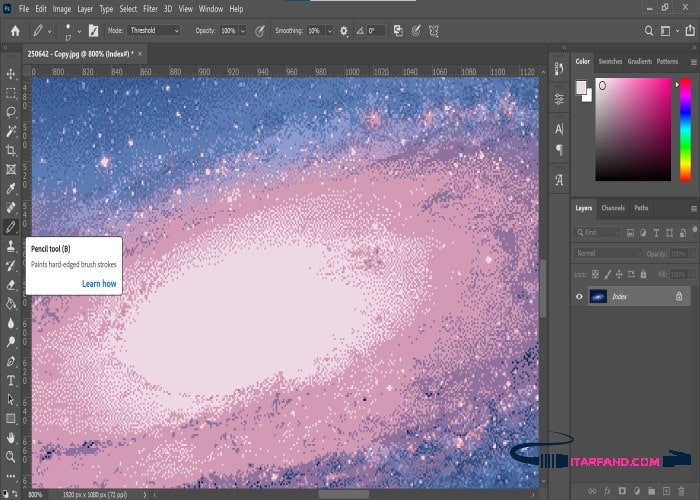 Ps File Edit Image Layer Type Select Filter 3D View Window Help
17 Mode: Threshold Opacity: 100% Smoothing: 10% 0°
250642 - Copy.jpg @ 800% (Index#) * ×
0 800 820 840 860 880 900 920 940 960 980 1000 1020 1040 1060 1080 1100 1120
Color Swatches Gradients Patterns
Pencil tool (B)
Paints hard-edged brush strokes
Learn how
Layers Channels Paths
Kind
Normal Opacity: 100%
Lock: Fill: 100%
Index
ITARFAND.COM
800% 1920 px x 1080 px (72 ppi)